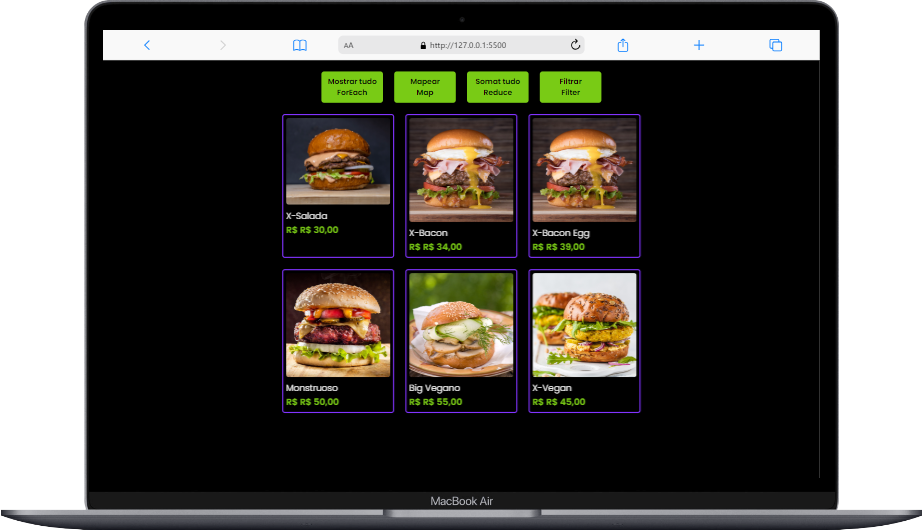 AA
http://127.0.0.1:5500
Mostrar tudo
ForEach
Mapear
Map
Somat tudo
Reduce
Filtrar
Filter
X-Salada
R$ R$ 30,00
X-Bacon
R$ R$ 34,00
X-Bacon Egg
R$ R$ 39,00
Monstruoso
R$ R$ 50,00
Big Vegano
R$ R$ 55,00
X-Vegan
R$ R$ 45,00
MacBook Air